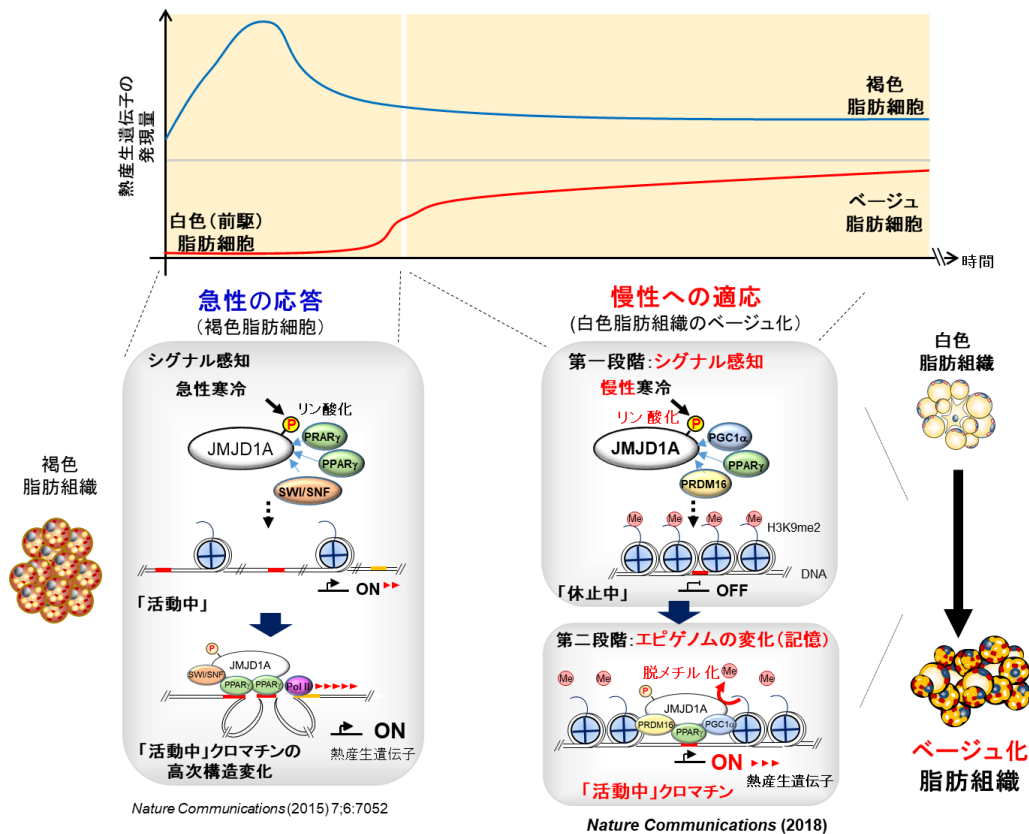 熱産生遺伝子の
発現量
褐色
脂肪細胞
白色(前駆)
脂肪細胞
ベージュ
脂肪細胞
時間
急性の応答
(褐色脂肪細胞)
シグナル感知
急性寒冷
リン酸化
P
JMJD1A
PRARγ
PPARγ
SWI/SNF
ON
「活動中」
P
JMJD1A
SWI/SNF
PPARγ
PPARγ
Pol II
ON
熱産生遺伝子
「活動中」クロマチンの
高次構造変化
褐色
脂肪組織
Nature Communications (2015) 7;6:7052
慢性への適応
(白色脂肪組織のベージュ化)
第一段階:シグナル感知
慢性寒冷
リン 酸化
P
JMJD1A
PGC1α
PPARγ
PRDM16
Me
Me
Me
Me
H3K9me2
DNA
OFF
「休止中」
第二段階:エピゲノムの変化(記憶)
脱メチル 化
Me
Me
Me
Me
Me
P
JMJD1A
PRDM16
PPARγ
PGC1α
ON
熱産生遺伝子
「活動中」クロマチン
Nature Communications (2018)
白色
脂肪組織
ベージュ化
脂肪組織